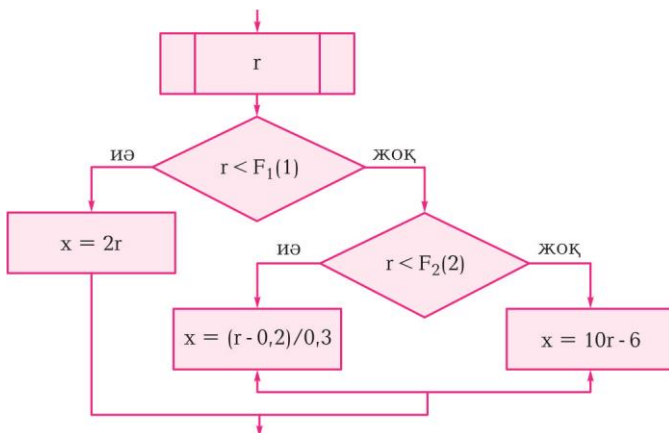 r
r < F₁(1)
иә
жоқ
x = 2r
r < F₂(2)
иә
жоқ
x = (r - 0,2)/0,3
x = 10r - 6